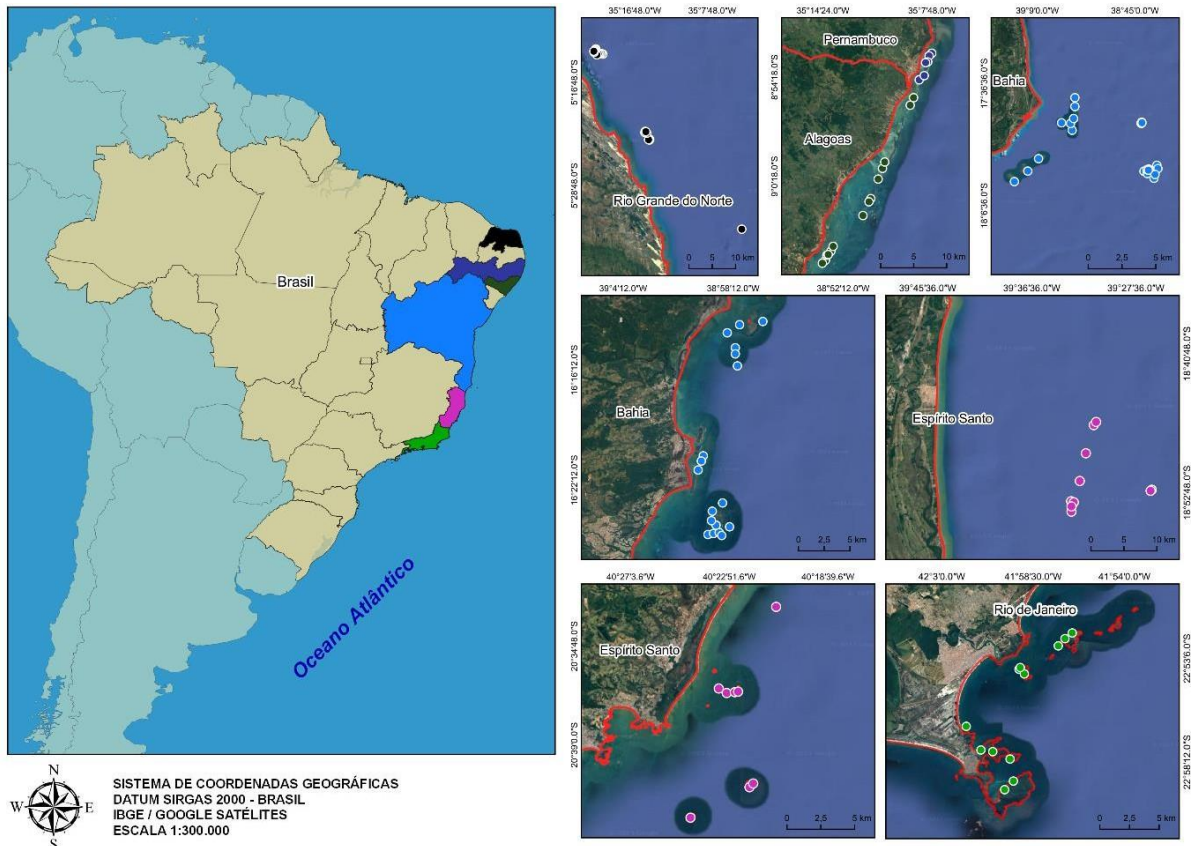 Brasil
Oceano Atlântico
N
W
E
S
SISTEMA DE COORDENADAS GEOGRÁFICAS
DATUM SIRGAS 2000 - BRASIL
IBGE / GOOGLE SATÉLITES
ESCALA 1:300.000
35°16'48.0"W 35°7'48.0"W
5°16'48.0"S
5°28'48.0"S
Rio Grande do Norte
0 5 10 km
35°14'24.0"W 35°7'48.0"W
8°54'18.0"S
9°0'18.0"S
Pernambuco
Alagoas
0 5 10 km
39°9'0.0"W 38°45'0.0"W
17°36'36.0"S
18°6'36.0"S
Bahia
0 2,5 5 km
39°4'12.0"W 38°58'12.0"W 38°52'12.0"W
16°16'12.0"S
16°22'12.0"S
Bahia
0 2,5 5 km
39°45'36.0"W 39°36'36.0"W 39°27'36.0"W
18°40'48.0"S
18°52'48.0"S
Espírito Santo
0 5 10 km
40°27'3.6"W 40°22'51.6"W 40°18'39.6"W
20°34'48.0"S
20°39'0.0"S
Espírito Santo
0 2,5 5 km
42°3'0.0"W 41°58'30.0"W 41°54'0.0"W
22°53'6.0"S
22°58'12.0"S
Rio de Janeiro
0 2,5 5 km